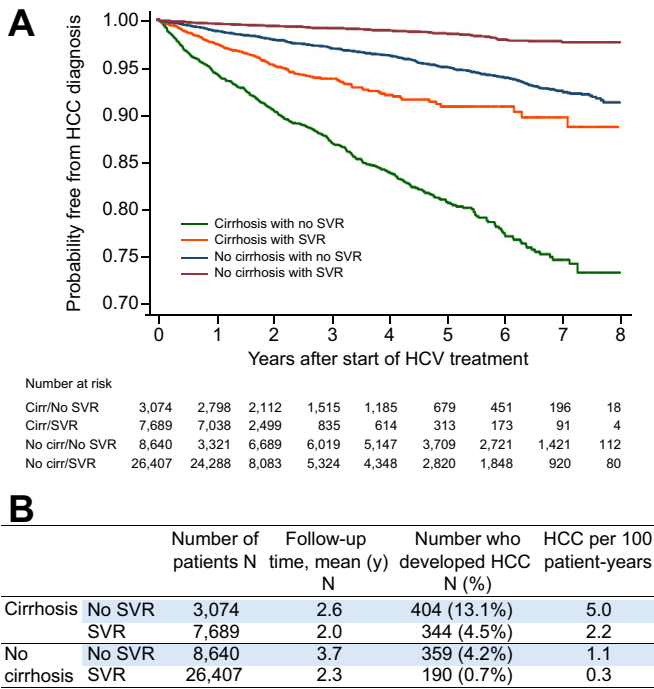 A
Probability free from HCC diagnosis
1.00
0.95
0.90
0.85
0.80
0.75
0.70
Cirrhosis with no SVR
Cirrhosis with SVR
No cirrhosis with no SVR
No cirrhosis with SVR
0 1 2 3 4 5 6 7 8
Years after start of HCV treatment
Number at risk
Cirr/No SVR 3,074 2,798 2,112 1,515 1,185 679 451 196 18
Cirr/SVR 7,689 7,038 2,499 835 614 313 173 91 4
No cirr/No SVR 8,640 3,321 6,689 6,019 5,147 3,709 2,721 1,421 112
No cirr/SVR 26,407 24,288 8,083 5,324 4,348 2,820 1,848 920 80
B
Number of Follow-up Number who HCC per 100
patients N time, mean (y) developed HCC patient-years
N N (%)
Cirrhosis No SVR 3,074 2.6 404 (13.1%) 5.0
SVR 7,689 2.0 344 (4.5%) 2.2
No No SVR 8,640 3.7 359 (4.2%) 1.1
cirrhosis SVR 26,407 2.3 190 (0.7%) 0.3